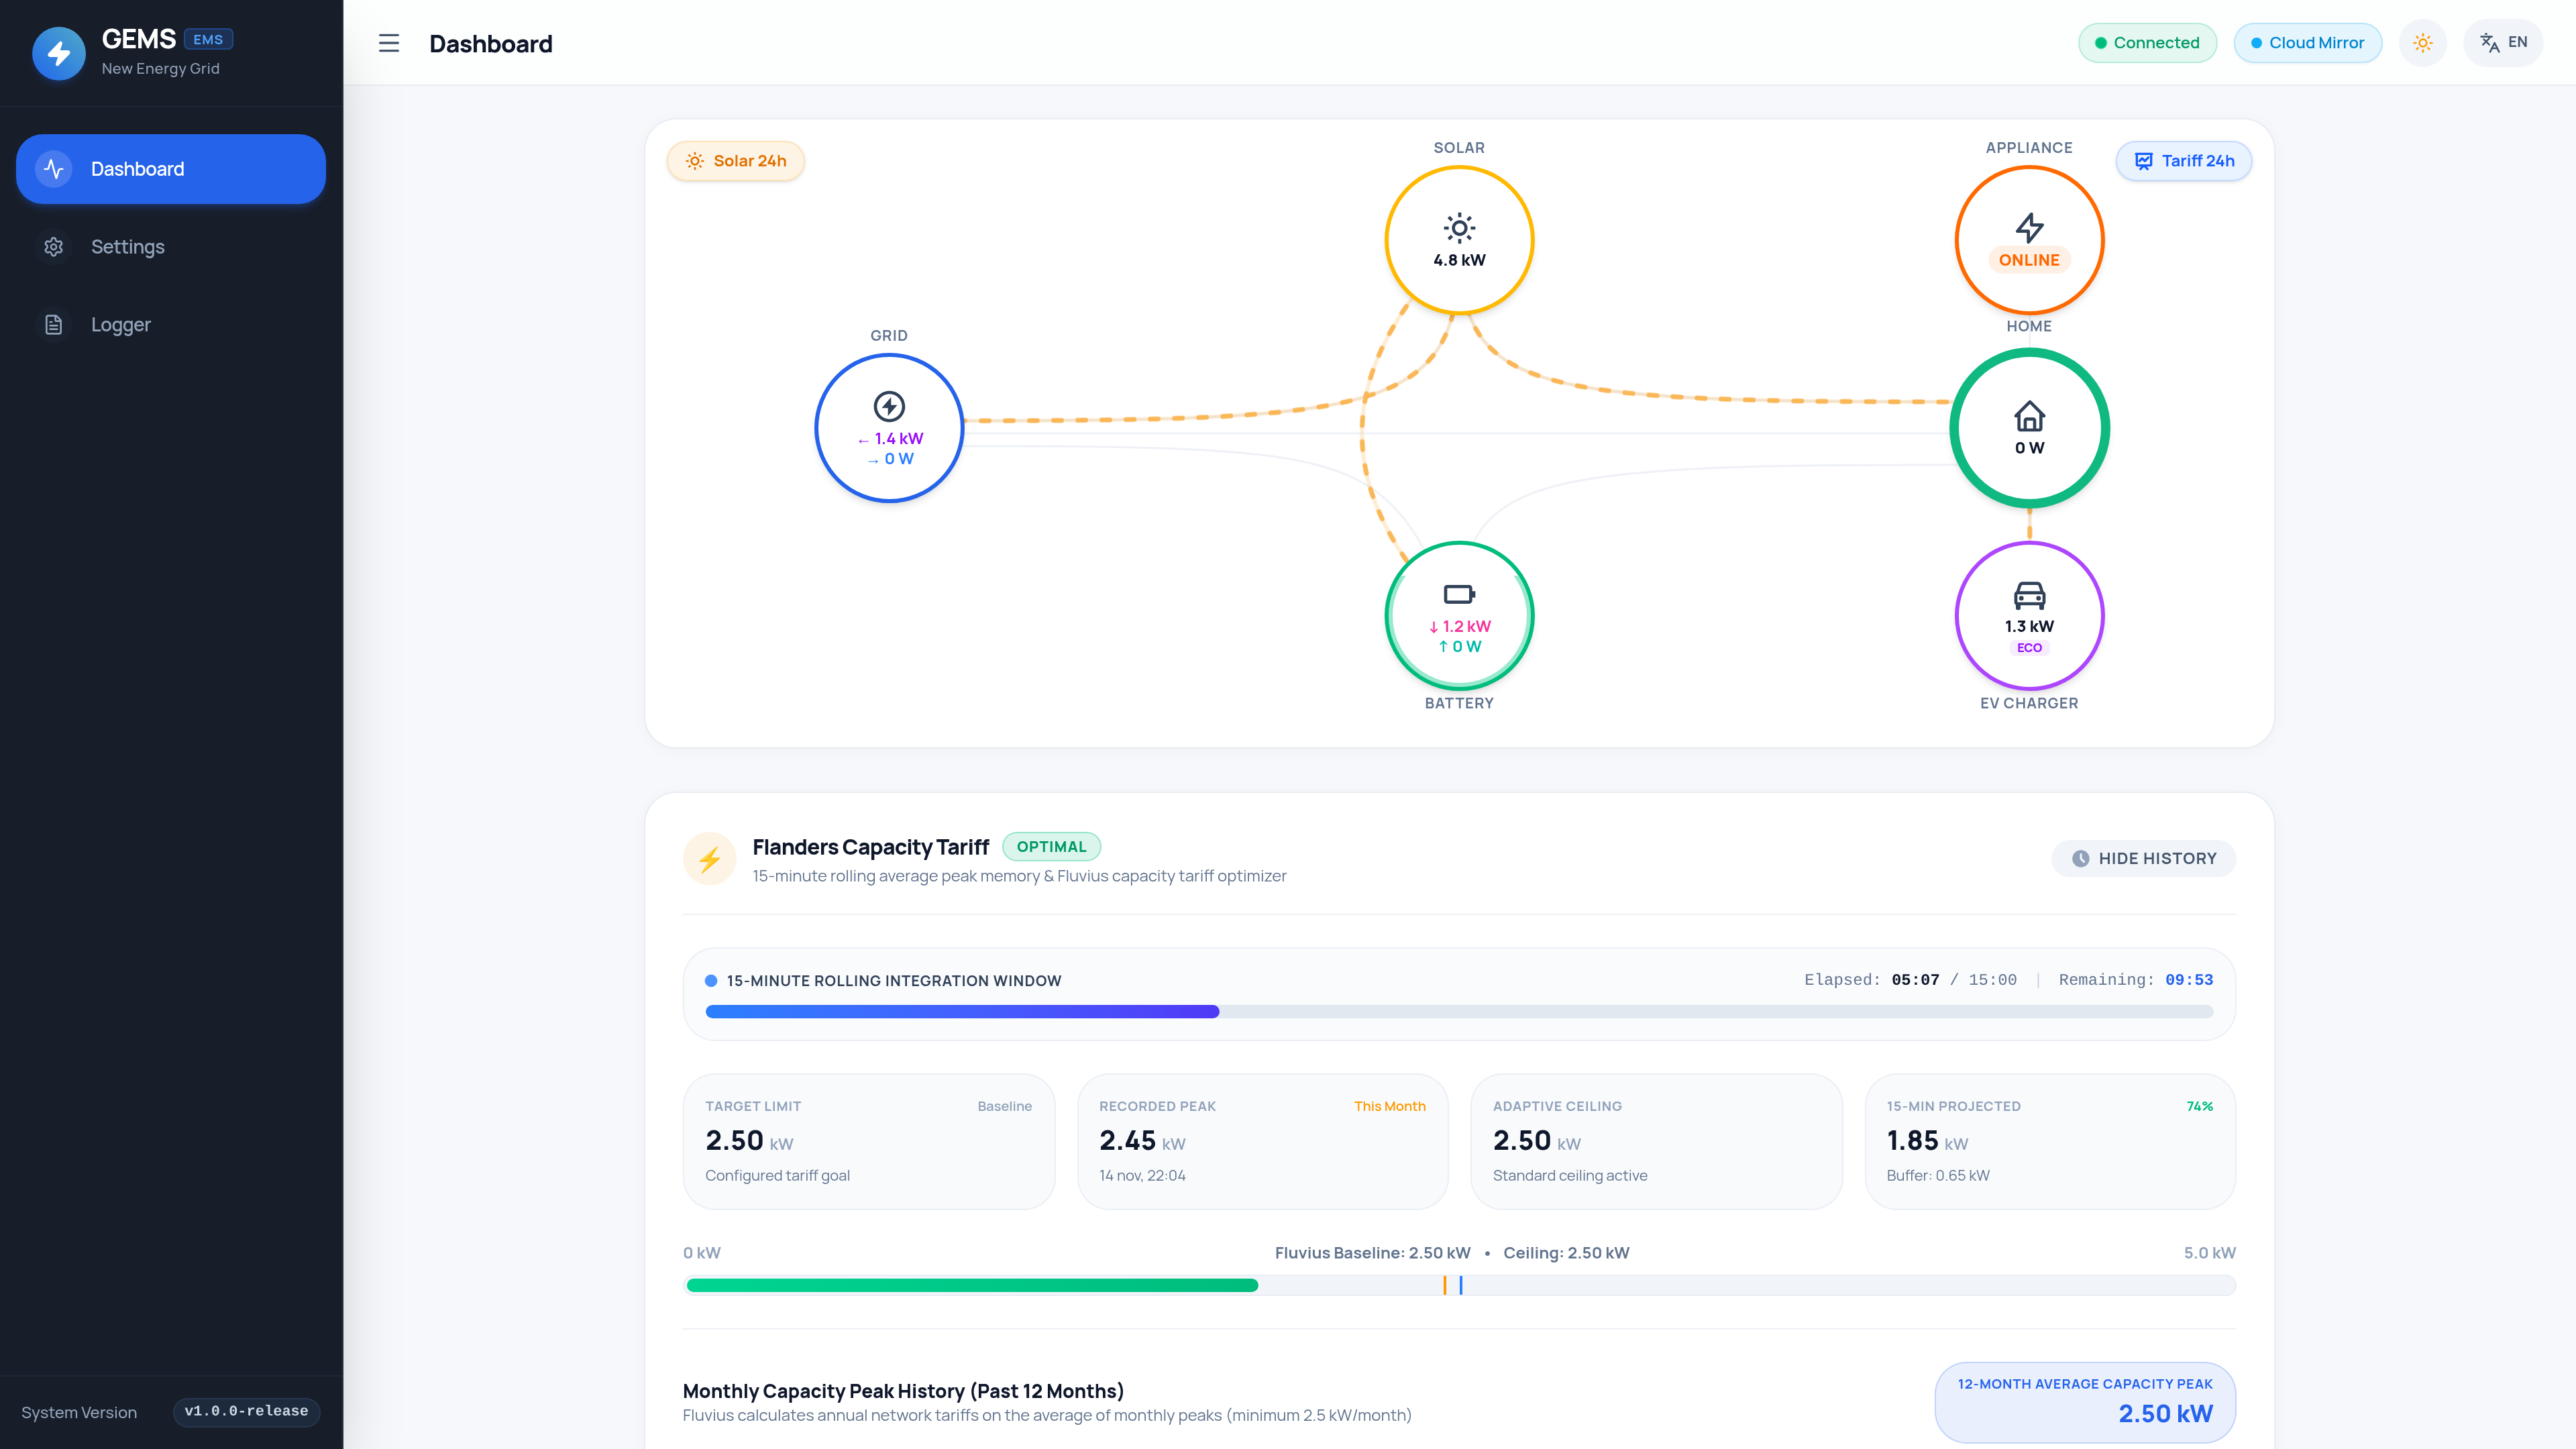 GEMS EMS
New Energy Grid
Dashboard
Settings
Logger
System Version v1.0.0-release
Dashboard
Connected
Cloud Mirror
EN
Solar 24h
Tariff 24h
SOLAR
4.8 kW
APPLIANCE
ONLINE
GRID
← 1.4 kW
→ 0 W
HOME
0 W
↓ 1.2 kW
↑ 0 W
BATTERY
1.3 kW
ECO
EV CHARGER
Flanders Capacity Tariff OPTIMAL
15-minute rolling average peak memory & Fluvius capacity tariff optimizer
HIDE HISTORY
15-MINUTE ROLLING INTEGRATION WINDOW
Elapsed: 05:07 / 15:00 | Remaining: 09:53
TARGET LIMIT Baseline
2.50 kW
Configured tariff goal
RECORDED PEAK This Month
2.45 kW
14 nov, 22:04
ADAPTIVE CEILING
2.50 kW
Standard ceiling active
15-MIN PROJECTED 74%
1.85 kW
Buffer: 0.65 kW
0 kW Fluvius Baseline: 2.50 kW • Ceiling: 2.50 kW 5.0 kW
Monthly Capacity Peak History (Past 12 Months)
Fluvius calculates annual network tariffs on the average of monthly peaks (minimum 2.5 kW/month)
12-MONTH AVERAGE CAPACITY PEAK
2.50 kW